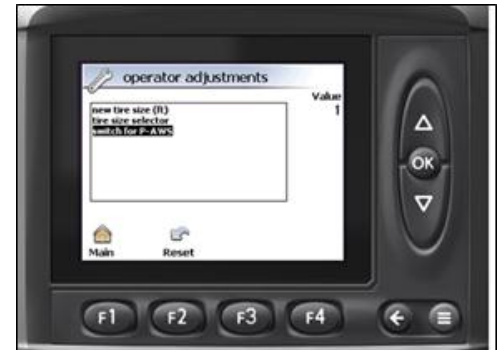 operator adjustments
Value
new tire size (ft)
1
tire size selector
switch for P-AWS
Main
Reset
OK
F1
F2
F3
F4